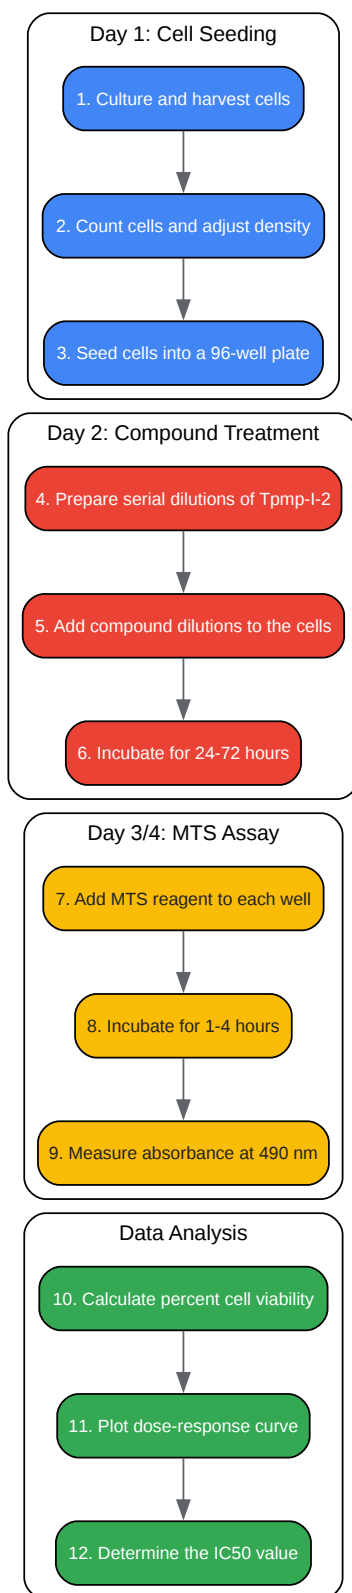 Day 1: Cell Seeding
1. Culture and harvest cells
2. Count cells and adjust density
3. Seed cells into a 96-well plate
Day 2: Compound Treatment
4. Prepare serial dilutions of Tpmp-I-2
5. Add compound dilutions to the cells
6. Incubate for 24-72 hours
Day 3/4: MTS Assay
7. Add MTS reagent to each well
8. Incubate for 1-4 hours
9. Measure absorbance at 490 nm
Data Analysis
10. Calculate percent cell viability
11. Plot dose-response curve
12. Determine the IC50 value